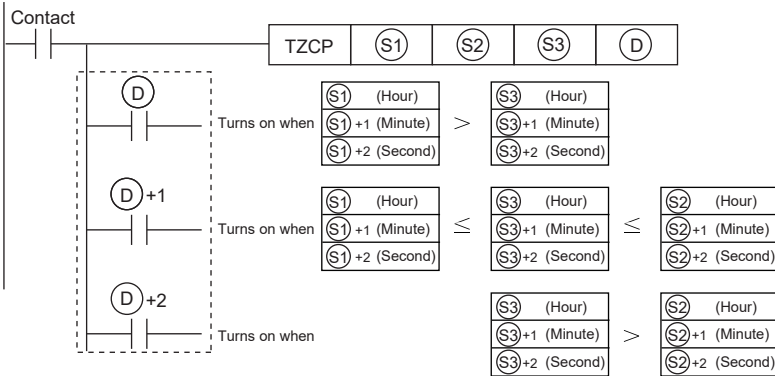 Contact
TZCP S1 S2 S3 D
D
Turns on when
S1 (Hour) S3 (Hour)
S1 +1 (Minute) > S3 +1 (Minute)
S1 +2 (Second) S3 +2 (Second)
D +1
Turns on when
S1 (Hour) S3 (Hour) S2 (Hour)
S1 +1 (Minute) ≤ S3 +1 (Minute) ≤ S2 +1 (Minute)
S1 +2 (Second) S3 +2 (Second) S2 +2 (Second)
D +2
Turns on when
S3 (Hour) S2 (Hour)
S3 +1 (Minute) > S2 +1 (Minute)
S3 +2 (Second) S2 +2 (Second)